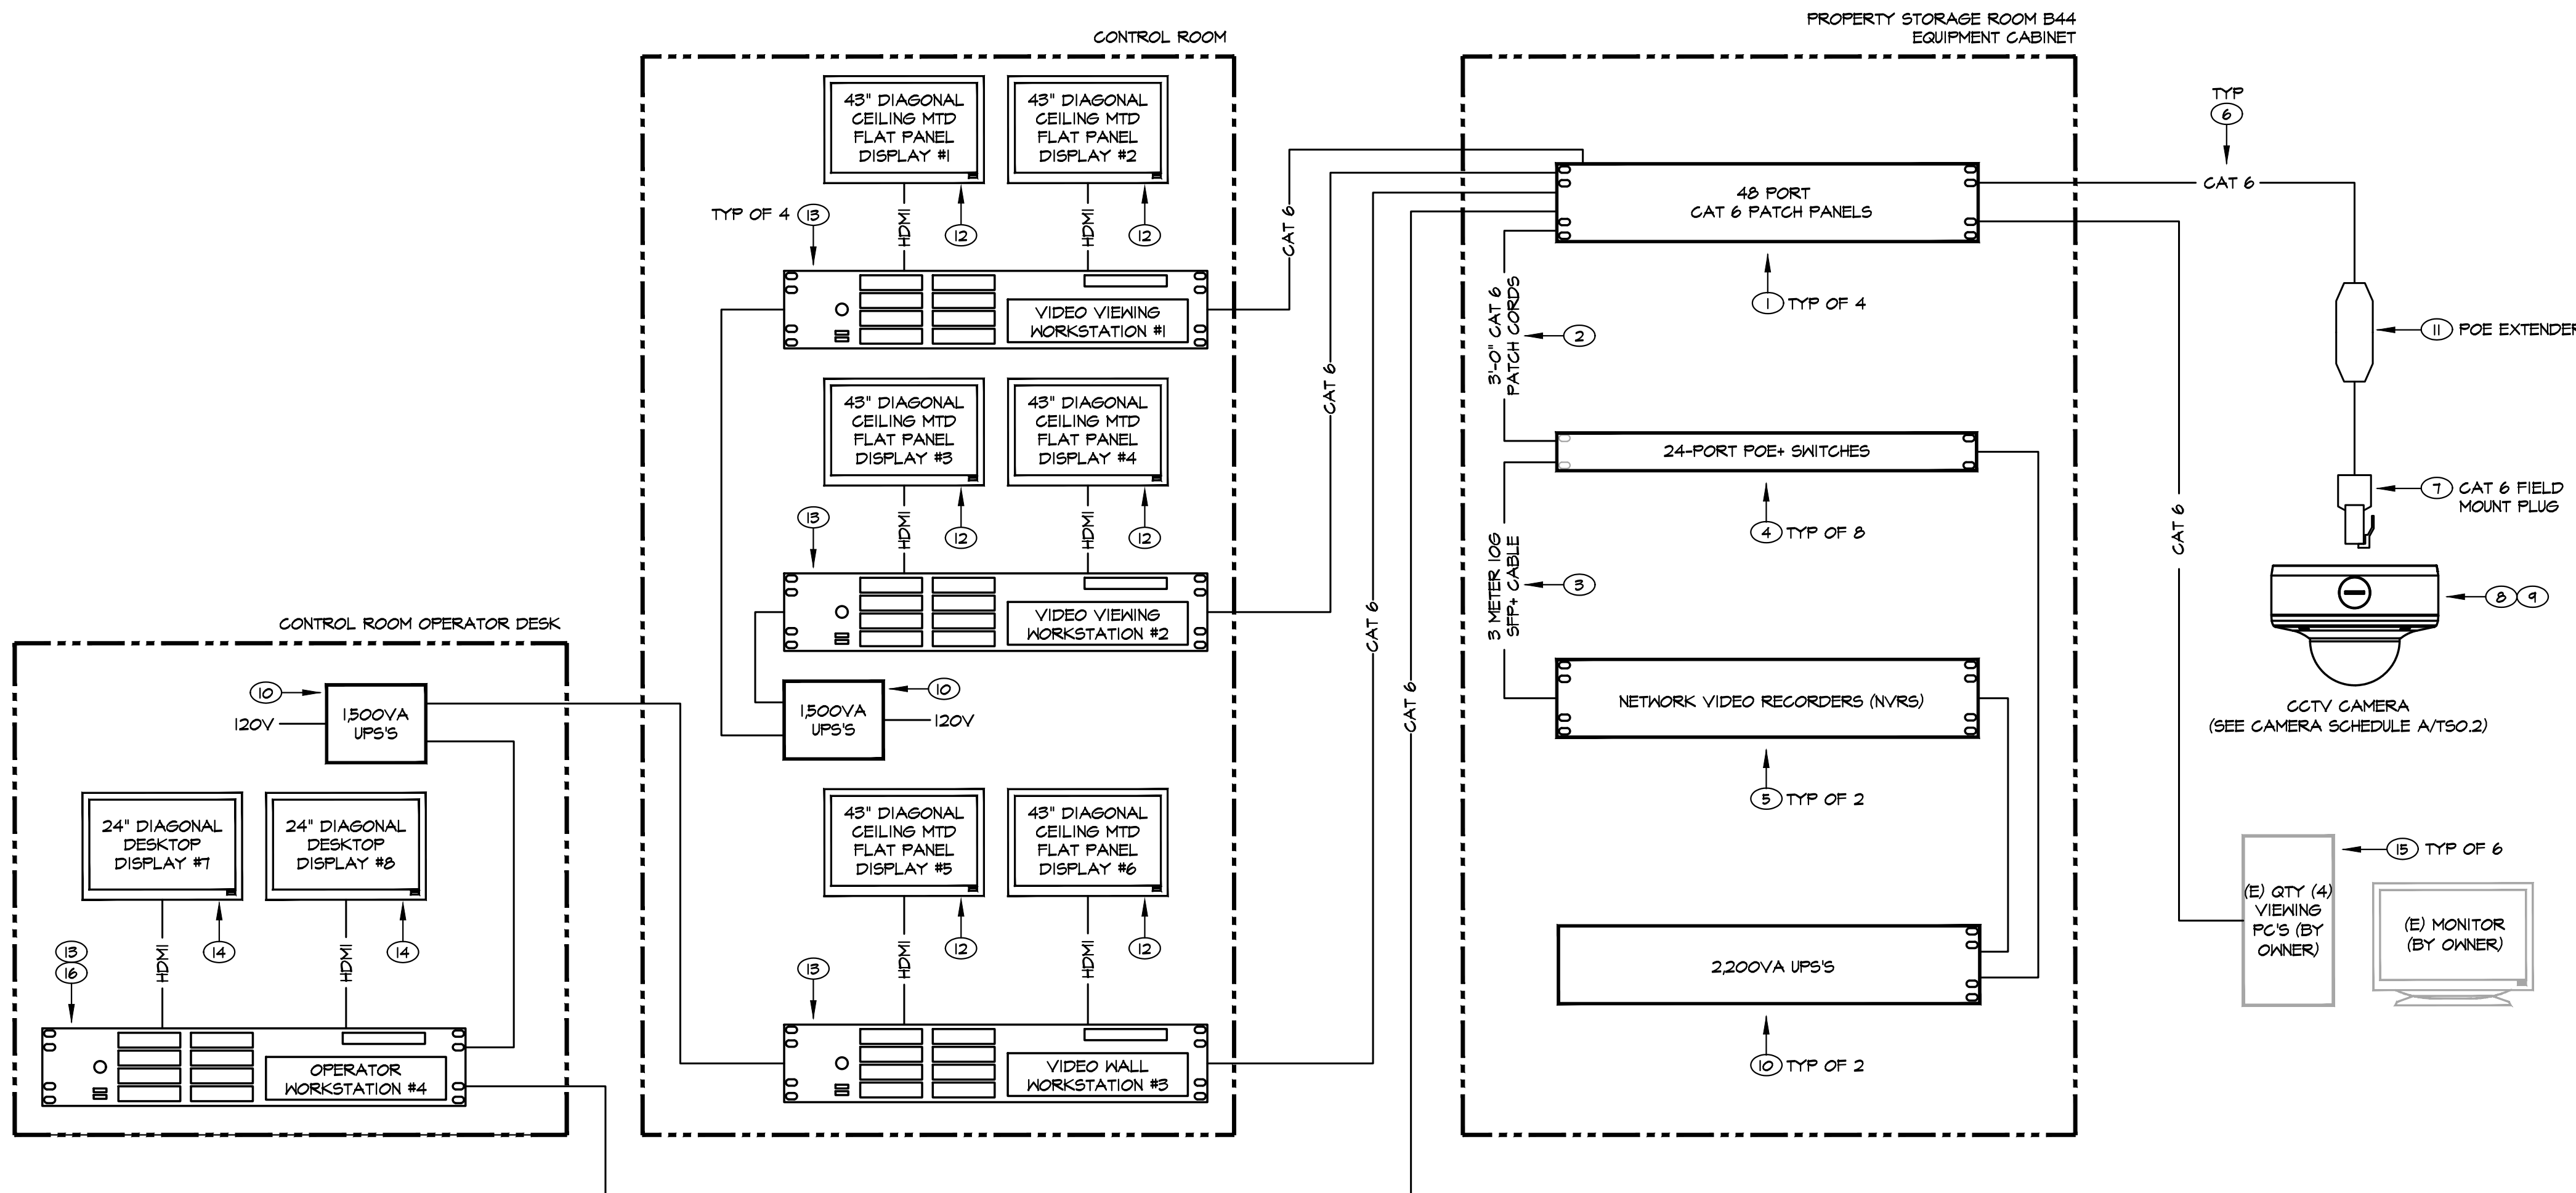 CONTROL ROOM OPERATOR DESK
10
120V
1,500VA
UPS'S
24" DIAGONAL
DESKTOP
DISPLAY #7
24" DIAGONAL
DESKTOP
DISPLAY #8
HDMI
14
HDMI
14
13
16
OPERATOR
WORKSTATION #4
CONTROL ROOM
43" DIAGONAL
CEILING MTD
FLAT PANEL
DISPLAY #1
43" DIAGONAL
CEILING MTD
FLAT PANEL
DISPLAY #2
TYP OF 4 13
HDMI
12
HDMI
12
VIDEO VIEWING
WORKSTATION #1
43" DIAGONAL
CEILING MTD
FLAT PANEL
DISPLAY #3
43" DIAGONAL
CEILING MTD
FLAT PANEL
DISPLAY #4
13
HDMI
12
HDMI
12
VIDEO VIEWING
WORKSTATION #2
1,500VA
UPS'S
10
120V
43" DIAGONAL
CEILING MTD
FLAT PANEL
DISPLAY #5
43" DIAGONAL
CEILING MTD
FLAT PANEL
DISPLAY #6
13
HDMI
12
HDMI
12
VIDEO WALL
WORKSTATION #3
CAT 6
CAT 6
CAT 6
CAT 6
PROPERTY STORAGE ROOM B44
EQUIPMENT CABINET
48 PORT
CAT 6 PATCH PANELS
1 TYP OF 4
3'-0" CAT 6
PATCH CORDS
2
24-PORT POE+ SWITCHES
4 TYP OF 8
3 METER 10G
SFP+ CABLE
3
NETWORK VIDEO RECORDERS (NVRS)
5 TYP OF 2
2,200VA UPS'S
10 TYP OF 2
TYP
6
CAT 6
11 POE EXTENDER
7 CAT 6 FIELD
MOUNT PLUG
CAT 6
8 9
CCTV CAMERA
(SEE CAMERA SCHEDULE A/TS0.2)
15 TYP OF 6
(E) QTY (4)
VIEWING
PC'S (BY
OWNER)
(E) MONITOR
(BY OWNER)